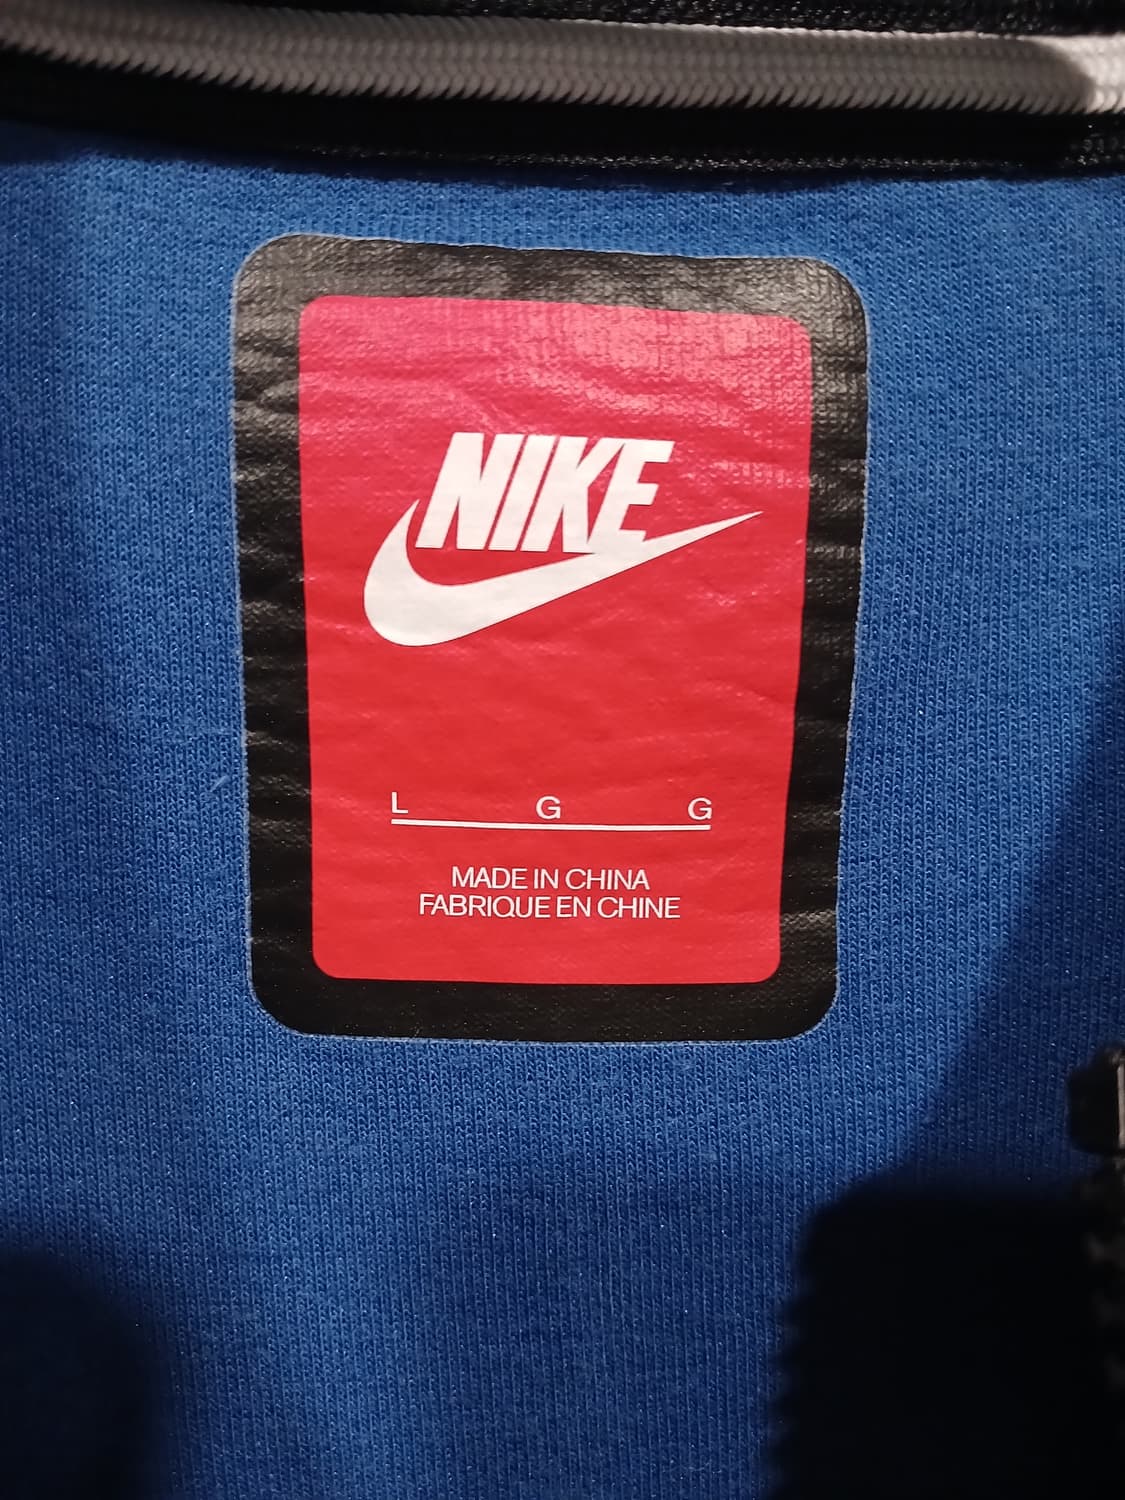 NIKE
L G G
MADE IN CHINA
FABRIQUE EN CHINE